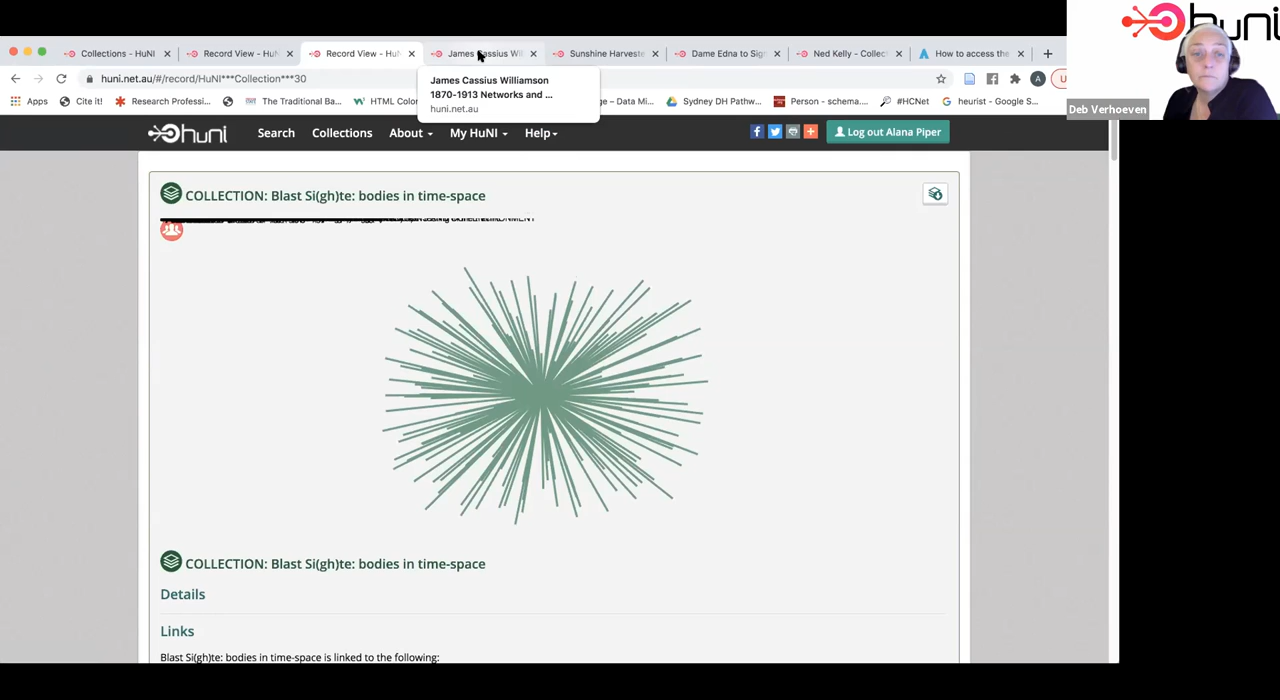 huni
Collections - HuNI
Record View - HuN
Record View - HuN
James Cassius Wil
Sunshine Harveste
Dame Edna to Sig
Ned Kelly - Collec
How to access the
huni.net.au/#/record/HuNI***Collection***30
A
U
James Cassius Williamson
1870-1913 Networks and ...
huni.net.au
Deb Verhoeven
Apps
Cite it!
Research Professi...
The Traditional Ba...
HTML Color
ge - Data Mi...
Sydney DH Pathw...
Person - schema....
#HCNet
heurist - Google S...
huni
Search
Collections
About
My HuNI
Help
Log out Alana Piper
COLLECTION: Blast Si(gh)te: bodies in time-space
COLLECTION: Blast Si(gh)te: bodies in time-space
Details
Links
Blast Si(gh)te: bodies in time-space is linked to the following: